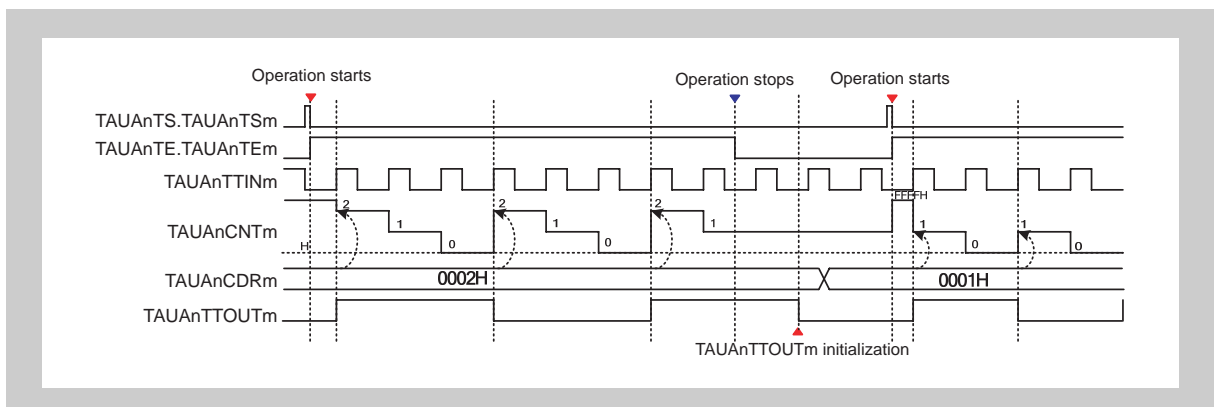 Operation starts
Operation stops
Operation starts
TAUAnTS.TAUAnTSm
TAUAnTE.TAUAnTEm
TAUAnTTINm
FFFFH
TAUAnCNTm
H
2
1
0
2
1
0
2
1
1
0
1
0
TAUAnCDRm
0002H
0001H
TAUAnTTOUTm
TAUAnTTOUTm initialization